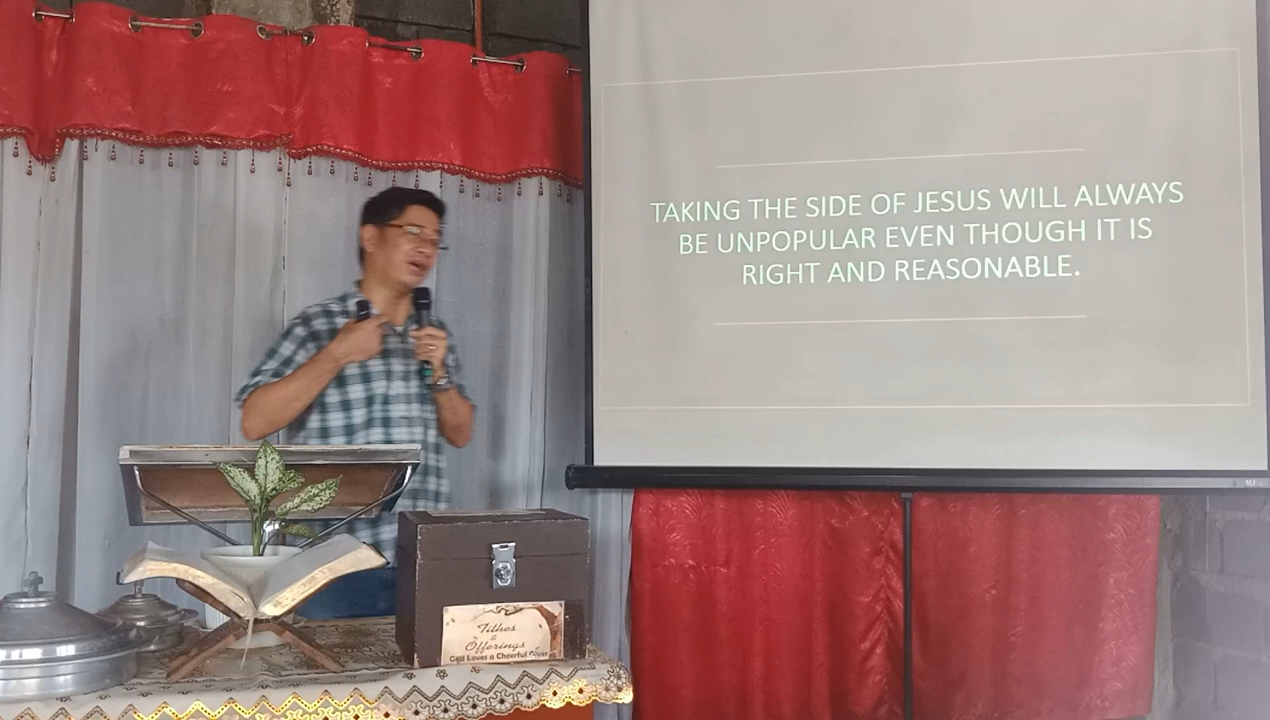 TAKING THE SIDE OF JESUS WILL ALWAYS
BE UNPOPULAR EVEN THOUGH IT IS
RIGHT AND REASONABLE.
Tithes
&
Offerings
God Loves a Cheerful Giver